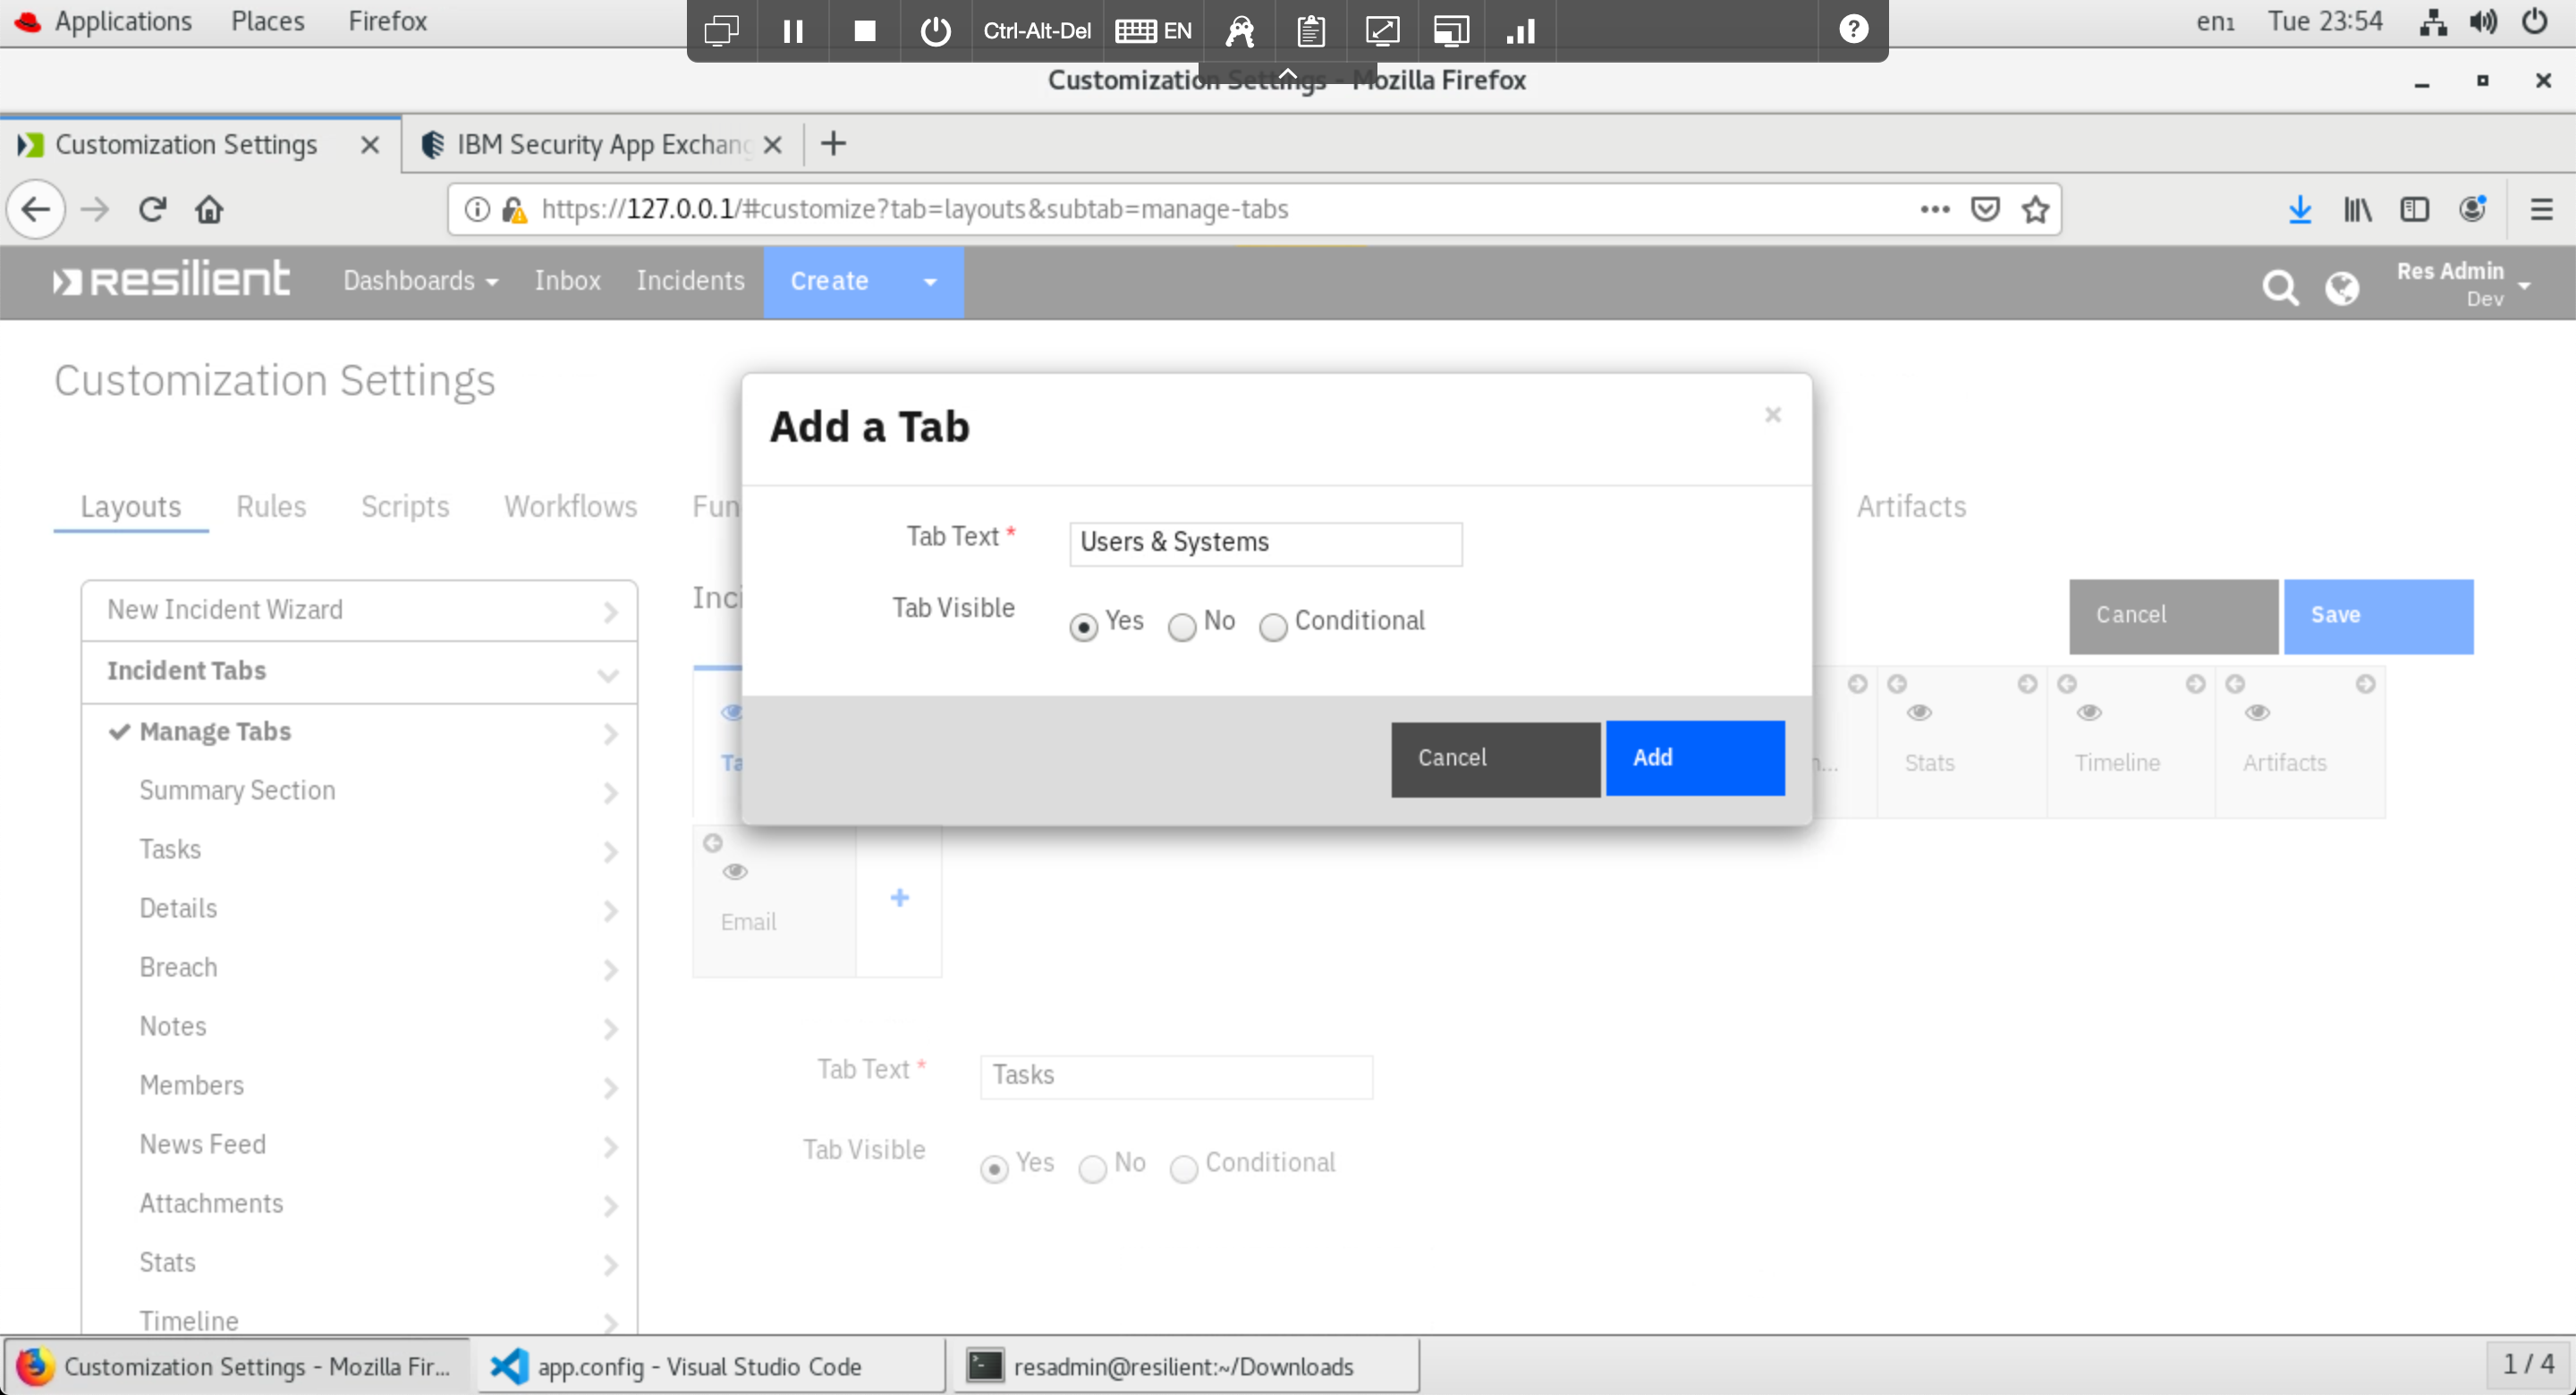 Applications Places Firefox
Ctrl-Alt-Del EN
en1 Tue 23:54
Customization Settings - Mozilla Firefox
Customization Settings
IBM Security App Exchang
https://127.0.0.1/#customize?tab=layouts&subtab=manage-tabs
resilient Dashboards Inbox Incidents Create
Res Admin
Dev
Customization Settings
Layouts Rules Scripts Workflows Fun Artifacts
Add a Tab
Tab Text * Users & Systems
Tab Visible Yes No Conditional
Cancel Add
Inci
Cancel Save
New Incident Wizard
Incident Tabs
Manage Tabs
Summary Section
Tasks
Details
Breach
Notes
Members
News Feed
Attachments
Stats
Timeline
Ta n... Stats Timeline Artifacts
Email
Tab Text * Tasks
Tab Visible Yes No Conditional
Customization Settings - Mozilla Fir...
app.config - Visual Studio Code
resadmin@resilient:~/Downloads
1 / 4